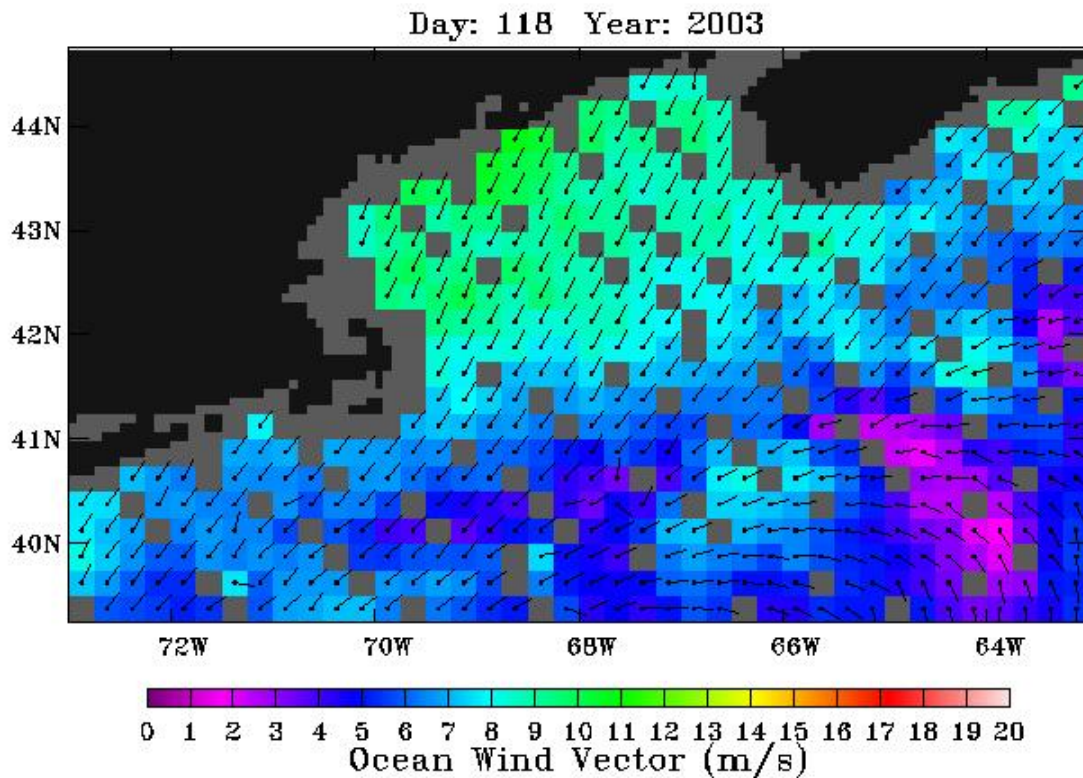 Day: 118 Year: 2003
44N
43N
42N
41N
40N
72W 70W 68W 66W 64W
0 1 2 3 4 5 6 7 8 9 10 11 12 13 14 15 16 17 18 19 20
Ocean Wind Vector (m/s)